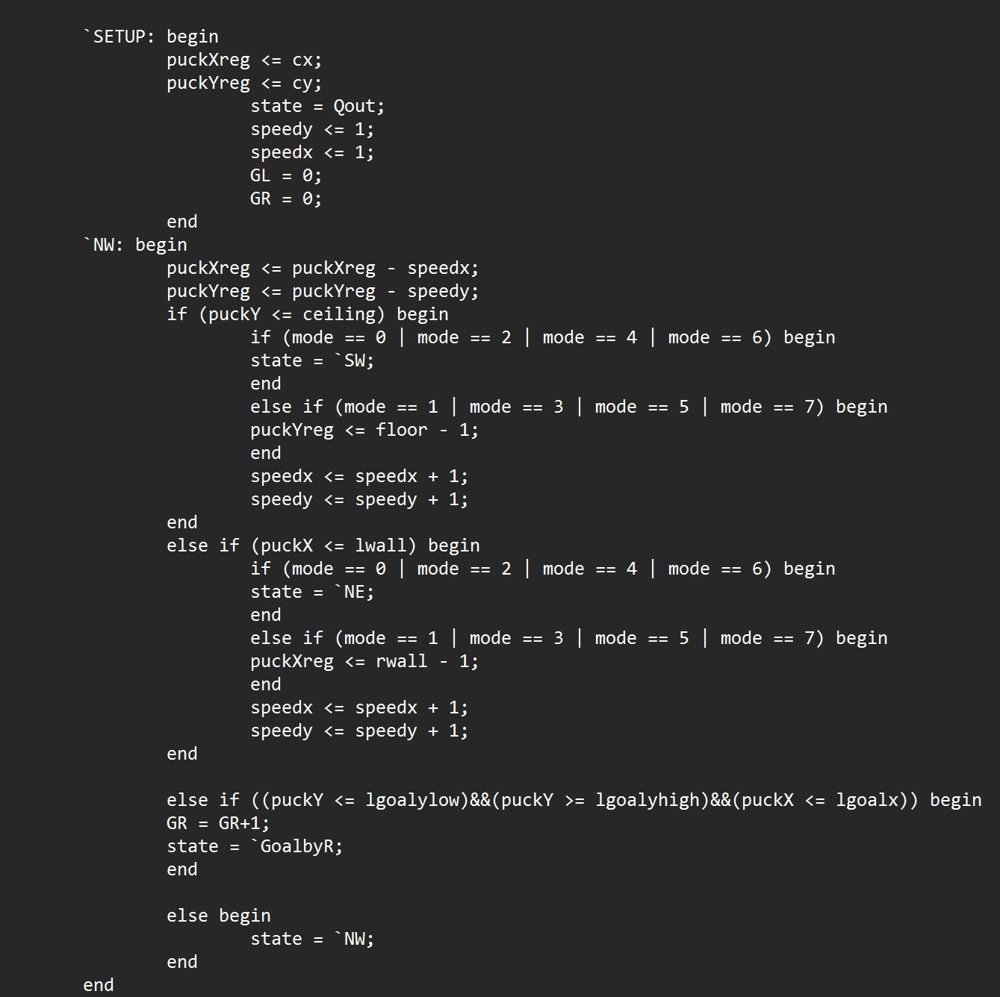 `SETUP: begin
puckXreg <= cx;
puckYreg <= cy;
state = Qout;
speedy <= 1;
speedx <= 1;
GL = 0;
GR = 0;
end
`NW: begin
puckXreg <= puckXreg - speedx;
puckYreg <= puckYreg - speedy;
if (puckY <= ceiling) begin
if (mode == 0 | mode == 2 | mode == 4 | mode == 6) begin
state = `SW;
end
else if (mode == 1 | mode == 3 | mode == 5 | mode == 7) begin
puckYreg <= floor - 1;
end
speedx <= speedx + 1;
speedy <= speedy + 1;
end
else if (puckX <= lwall) begin
if (mode == 0 | mode == 2 | mode == 4 | mode == 6) begin
state = `NE;
end
else if (mode == 1 | mode == 3 | mode == 5 | mode == 7) begin
puckXreg <= rwall - 1;
end
speedx <= speedx + 1;
speedy <= speedy + 1;
end
else if ((puckY <= lgoalylow)&&(puckY >= lgoalyhigh)&&(puckX <= lgoalx)) begin
GR = GR+1;
state = `GoalbyR;
end
else begin
state = `NW;
end
end